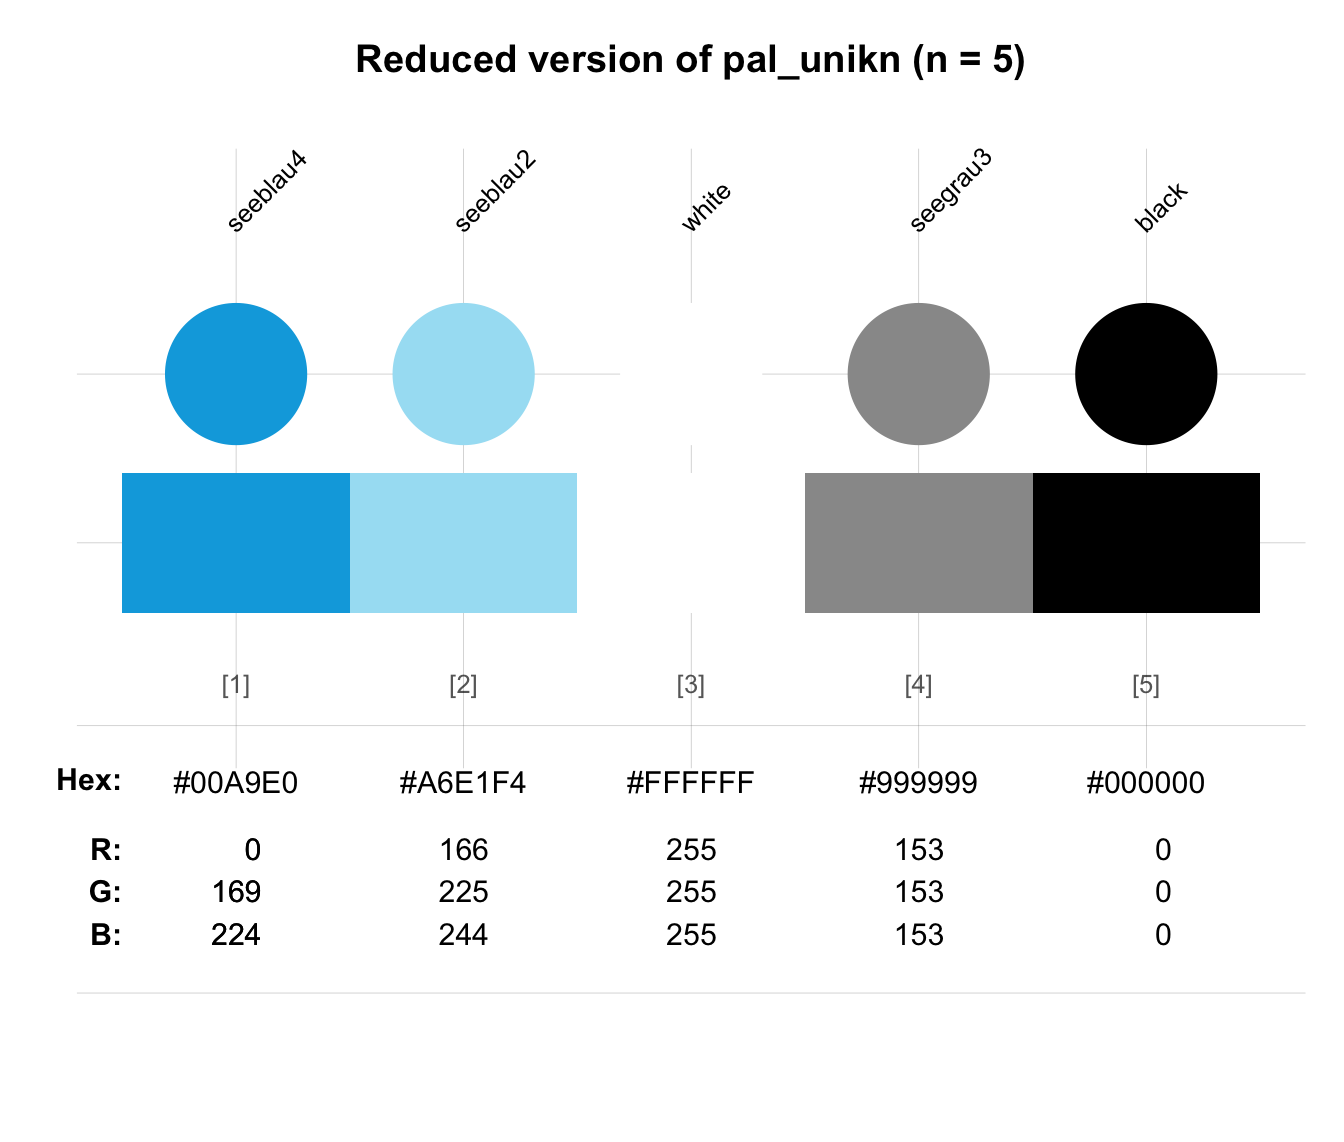 Reduced version of pal_unikn (n = 5)
seeblau4 seeblau2 white seegrau3 black
[1] [2] [3] [4] [5]
Hex: #00A9E0 #A6E1F4 #FFFFFF #999999 #000000
R: 0 166 255 153 0
G: 169 225 255 153 0
B: 224 244 255 153 0